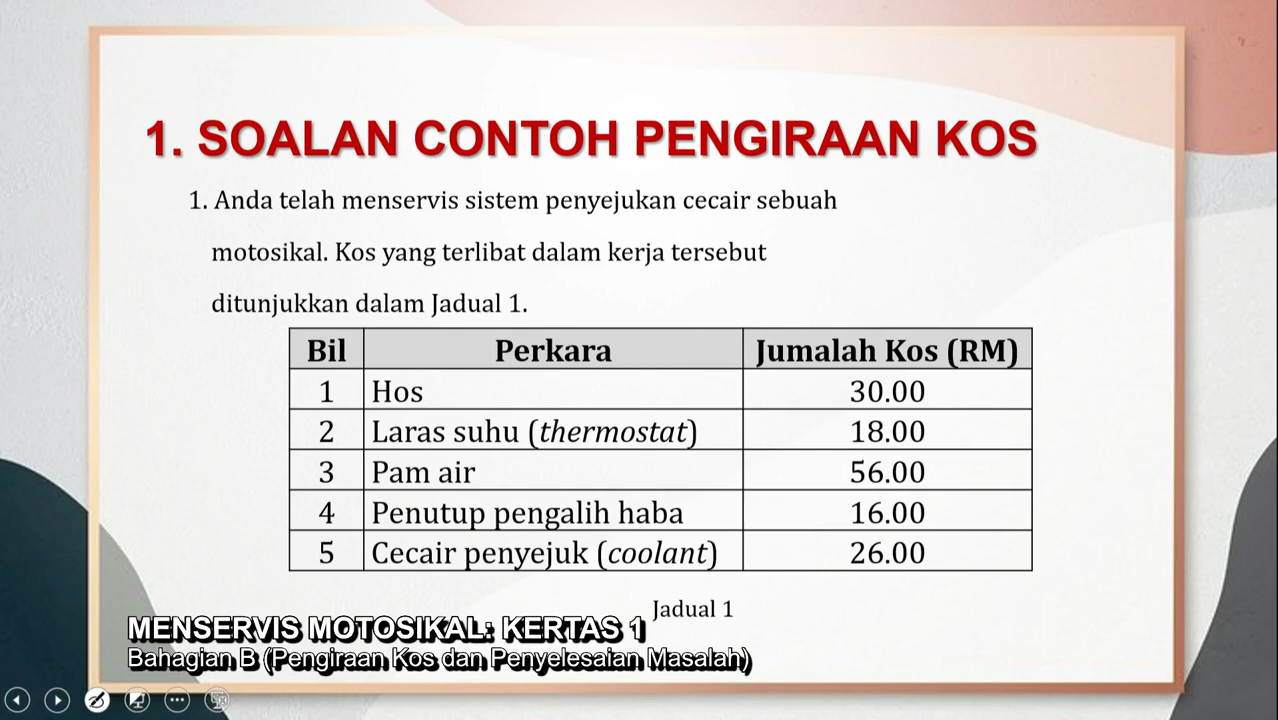 1. SOALAN CONTOH PENGIRAAN KOS
1. Anda telah menservis sistem penyejukan cecair sebuah
motosikal. Kos yang terlibat dalam kerja tersebut
ditunjukkan dalam Jadual 1.
Bil Perkara Jumalah Kos (RM)
1 Hos 30.00
2 Laras suhu (thermostat) 18.00
3 Pam air 56.00
4 Penutup pengalih haba 16.00
5 Cecair penyejuk (coolant) 26.00
Jadual 1
MENSERVIS MOTOSIKAL: KERTAS 1
Bahagian B (Pengiraan Kos dan Penyelesaian Masalah)